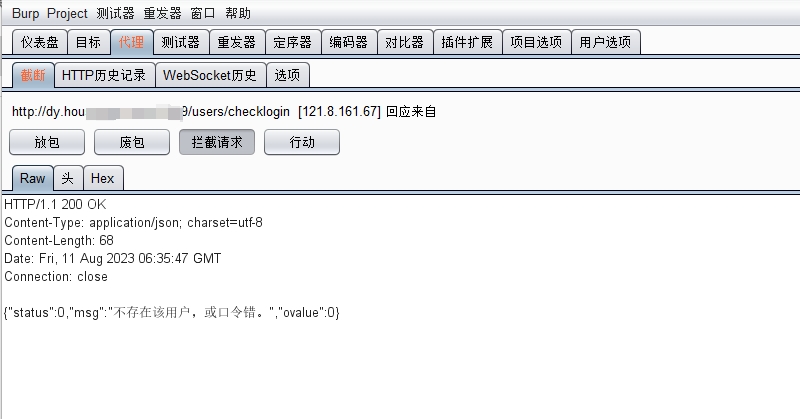 Burp Project 测试器 重发器 窗口 帮助
仪表盘 目标 代理 测试器 重发器 定序器 编码器 对比器 插件扩展 项目选项 用户选项
截断 HTTP历史记录 WebSocket历史 选项
http://dy.hou 9/users/checklogin [121.8.161.67] 回应来自
放包 废包 拦截请求 行动
Raw 头 Hex
HTTP/1.1 200 OK
Content-Type: application/json; charset=utf-8
Content-Length: 68
Date: Fri, 11 Aug 2023 06:35:47 GMT
Connection: close
{"status":0,"msg":"不存在该用户，或口令错。","ovalue":0}